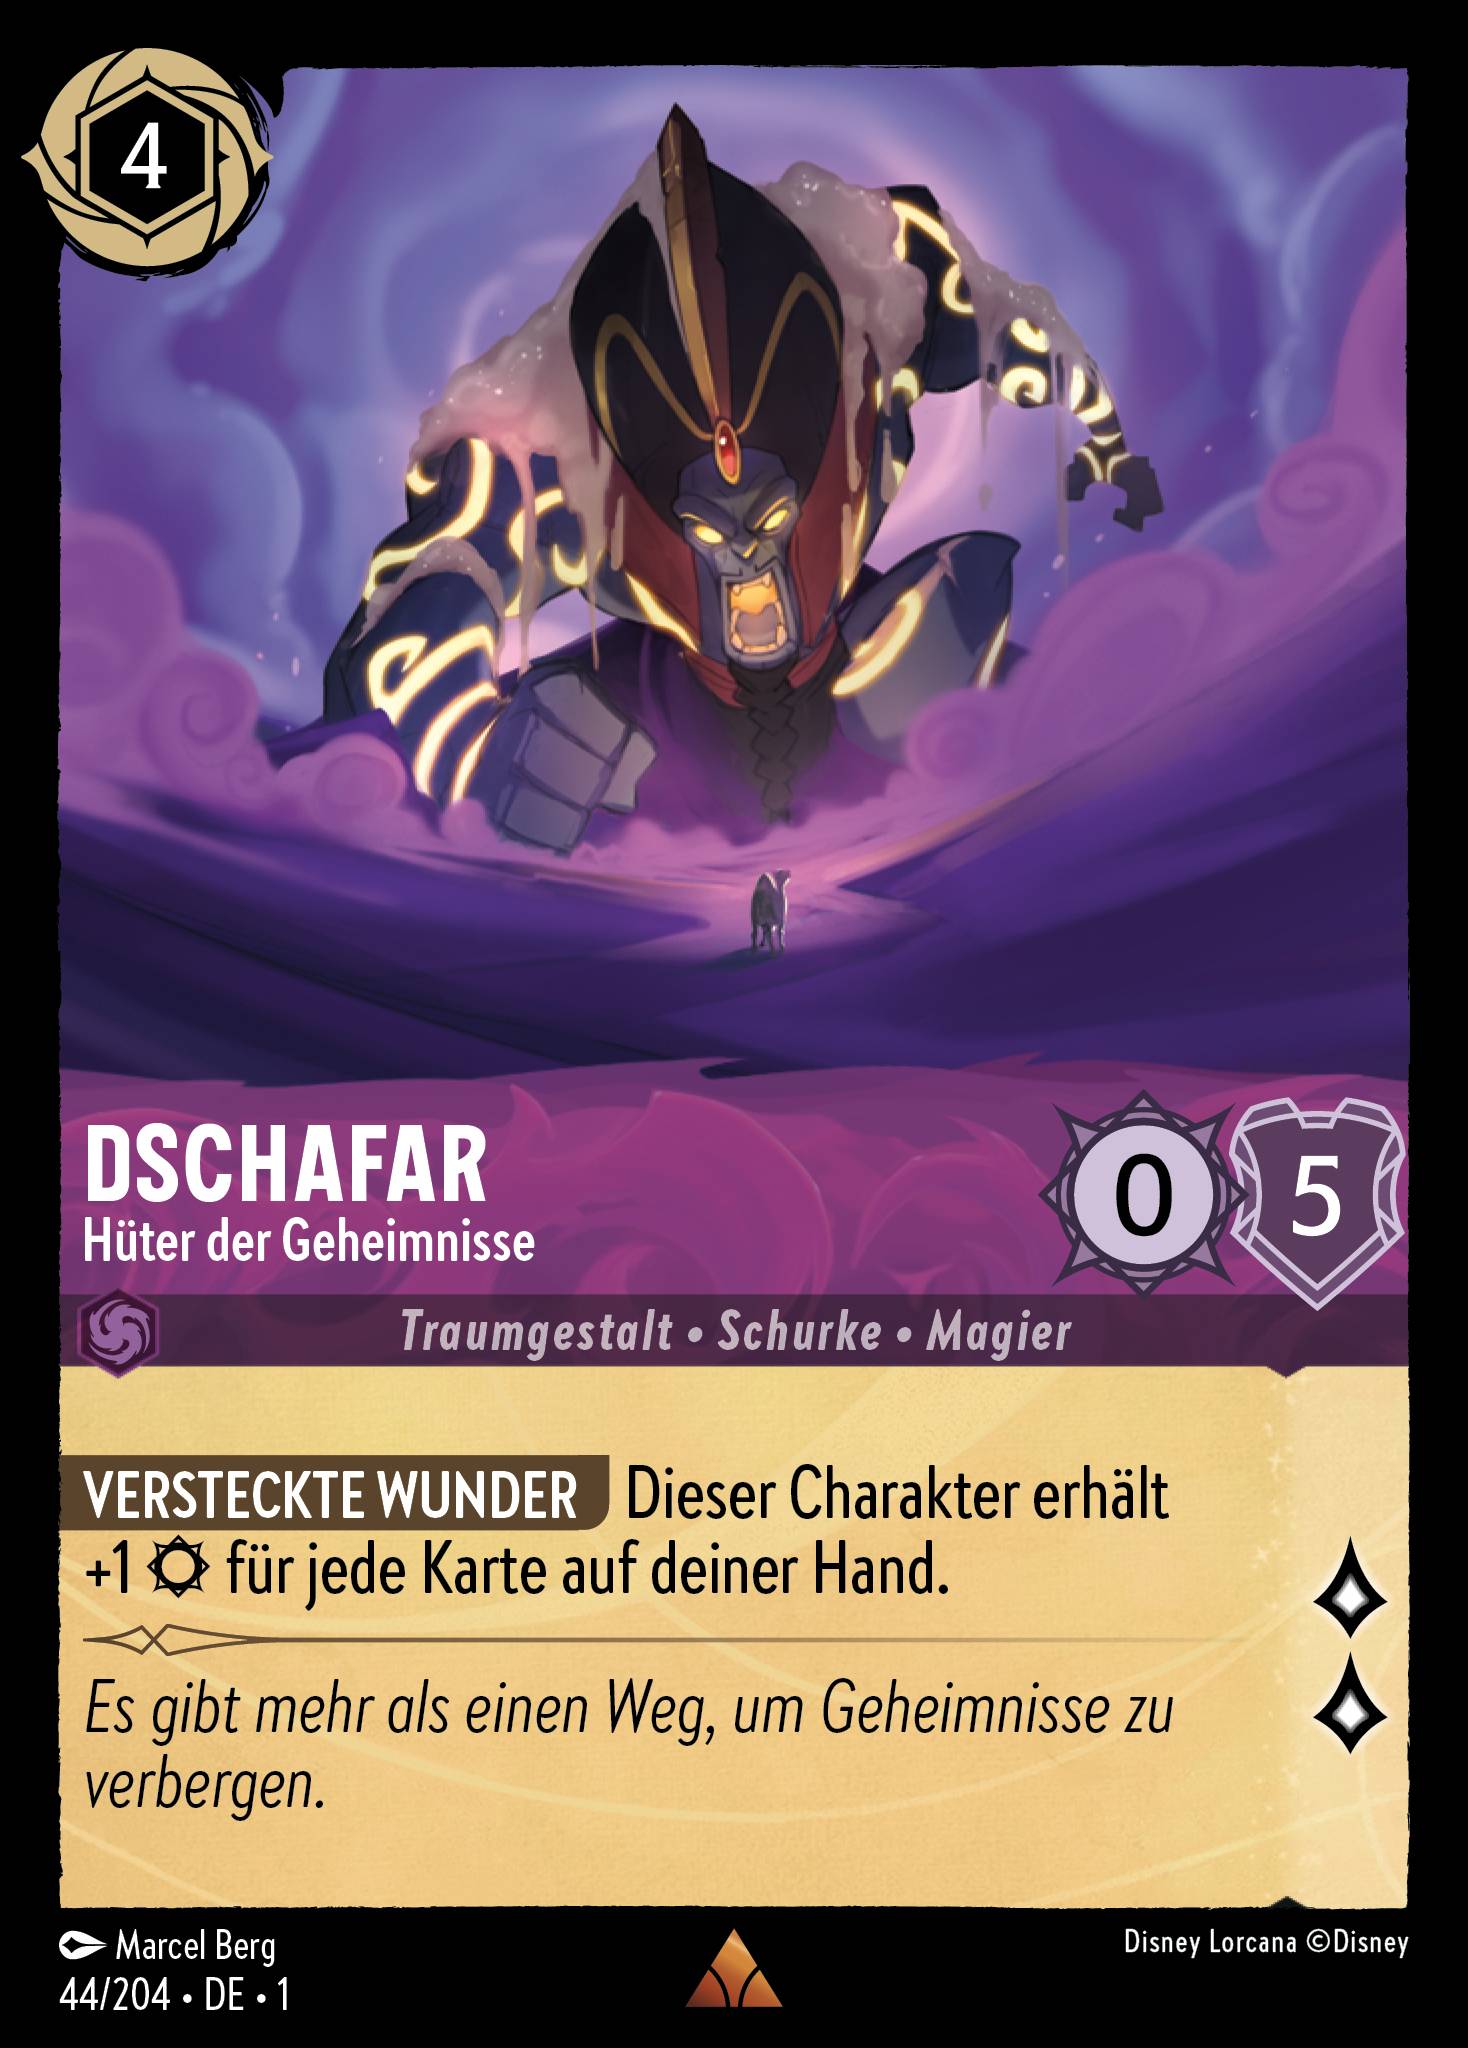 4
DSCHAFAR
Hüter der Geheimnisse
0
5
Traumgestalt • Schurke • Magier
VERSTECKTE WUNDER Dieser Charakter erhält
+1 für jede Karte auf deiner Hand.
Es gibt mehr als einen Weg, um Geheimnisse zu
verbergen.
Marcel Berg
Disney Lorcana ©Disney
44/204 • DE • 1